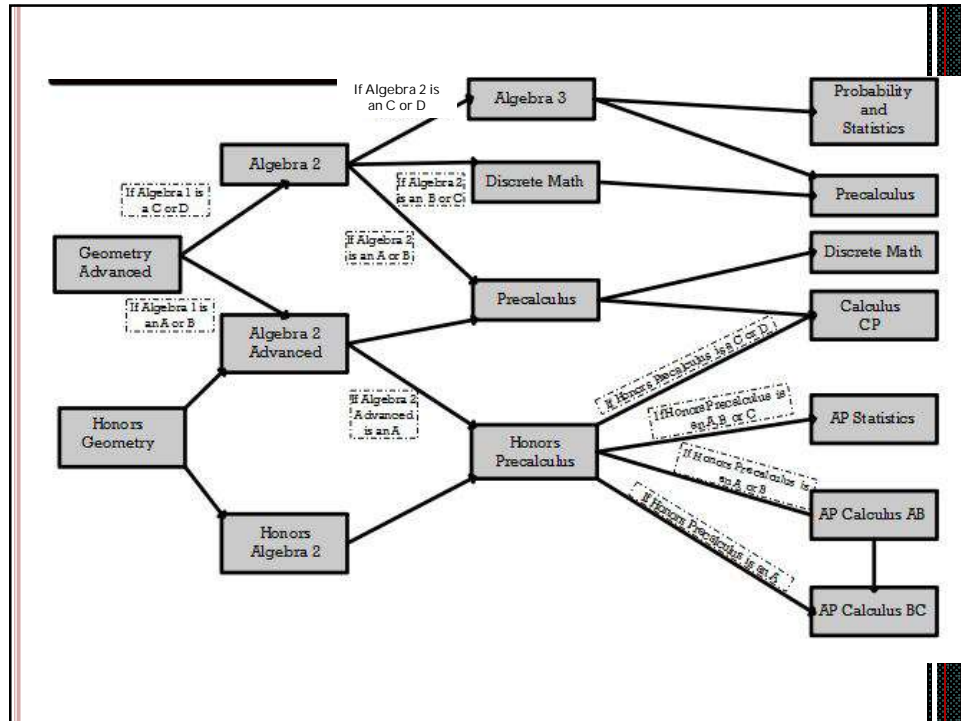 If Algebra 2 is
an C or D
Algebra 3
Probability
and
Statistics
Algebra 2
If Algebra 2
is an B or C
Discrete Math
Precalculus
If Algebra 1 is
a C or D
If Algebra 2
is an A or B
Geometry
Advanced
Discrete Math
If Algebra 1 is
an A or B
Precalculus
Calculus
CP
Algebra 2
Advanced
If Honors Precalculus is a C or D
If Algebra 2
Advanced
is an A
If Honors Precalculus is
an A, B or C
AP Statistics
Honors
Geometry
Honors
Precalculus
If Honors Precalculus is
an A or B
AP Calculus AB
If Honors Precalculus is an A
Honors
Algebra 2
AP Calculus BC